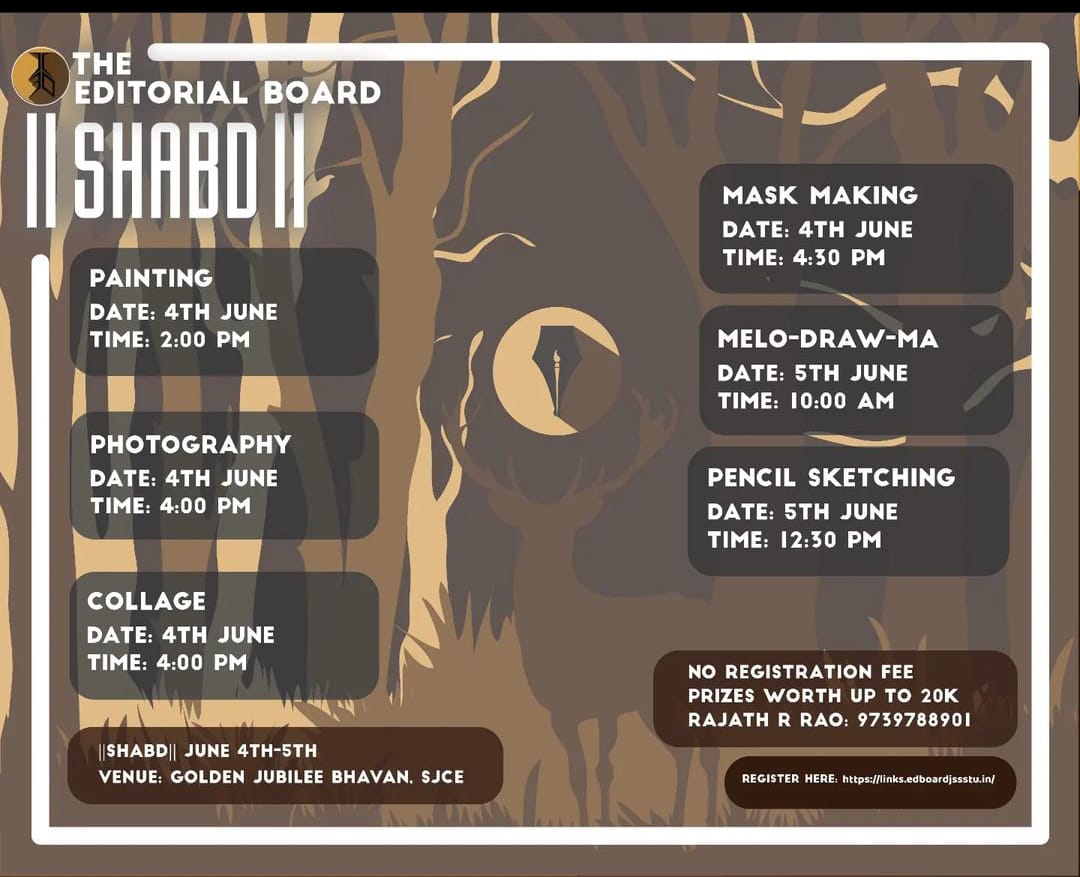 THE
EDITORIAL BOARD
||SHABD||
PAINTING
DATE: 4TH JUNE
TIME: 2:00 PM
PHOTOGRAPHY
DATE: 4TH JUNE
TIME: 4:00 PM
COLLAGE
DATE: 4TH JUNE
TIME: 4:00 PM
||SHABD|| JUNE 4TH-5TH
VENUE: GOLDEN JUBILEE BHAVAN, SJCE
MASK MAKING
DATE: 4TH JUNE
TIME: 4:30 PM
MELO-DRAW-MA
DATE: 5TH JUNE
TIME: 10:00 AM
PENCIL SKETCHING
DATE: 5TH JUNE
TIME: 12:30 PM
NO REGISTRATION FEE
PRIZES WORTH UP TO 20K
RAJATH R RAO: 9739788901
REGISTER HERE: https://links.edboardjssstu.in/